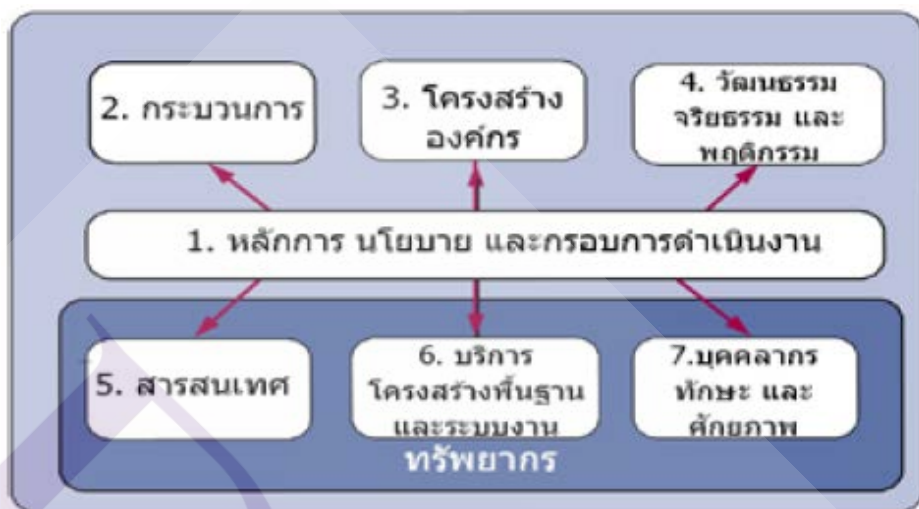 2. กระบวนการ
3. โครงสร้าง
องค์กร
4. วัฒนธรรม
จริยธรรม และ
พฤติกรรม
1. หลักการ นโยบาย และกรอบการดำเนินงาน
5. สารสนเทศ
6. บริการ
โครงสร้างพื้นฐาน
และระบบงาน
7.บุคคลากร
ทักษะ และ
ศักยภาพ
ทรัพยากร